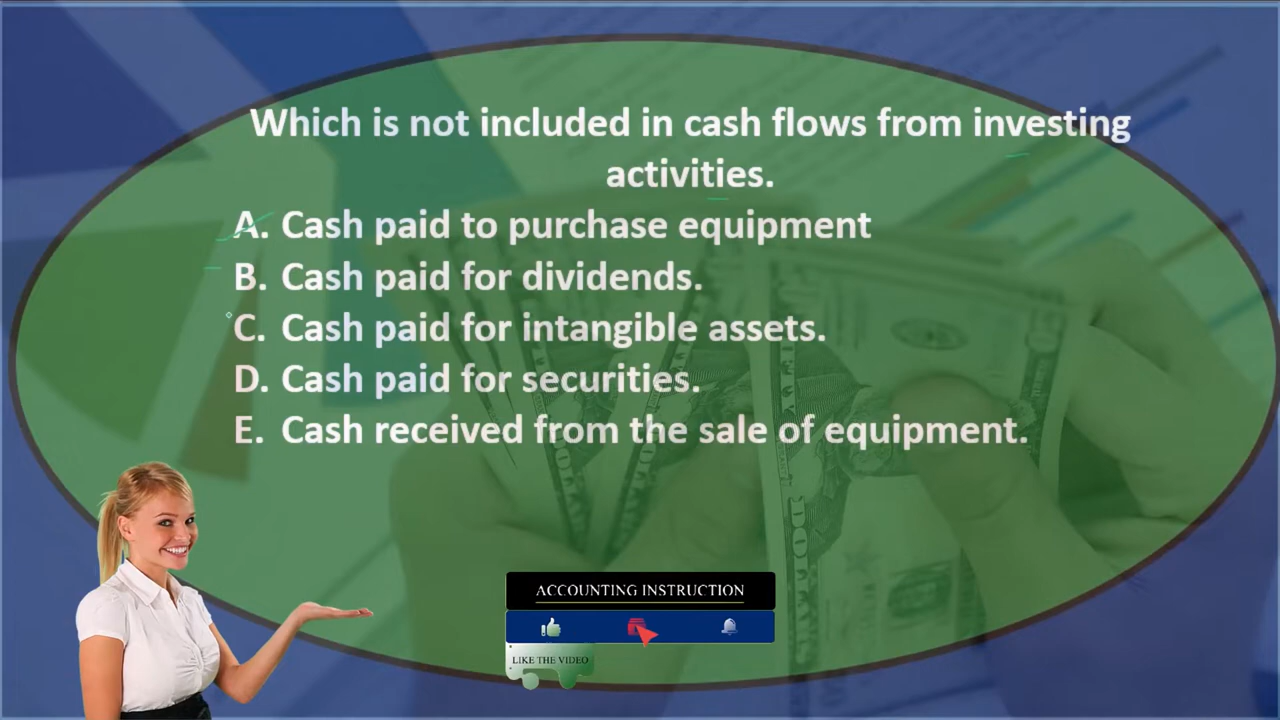 Which is not included in cash flows from investing
activities.
A. Cash paid to purchase equipment
B. Cash paid for dividends.
C. Cash paid for intangible assets.
D. Cash paid for securities.
E. Cash received from the sale of equipment.
ACCOUNTING INSTRUCTION
LIKE THE VIDEO